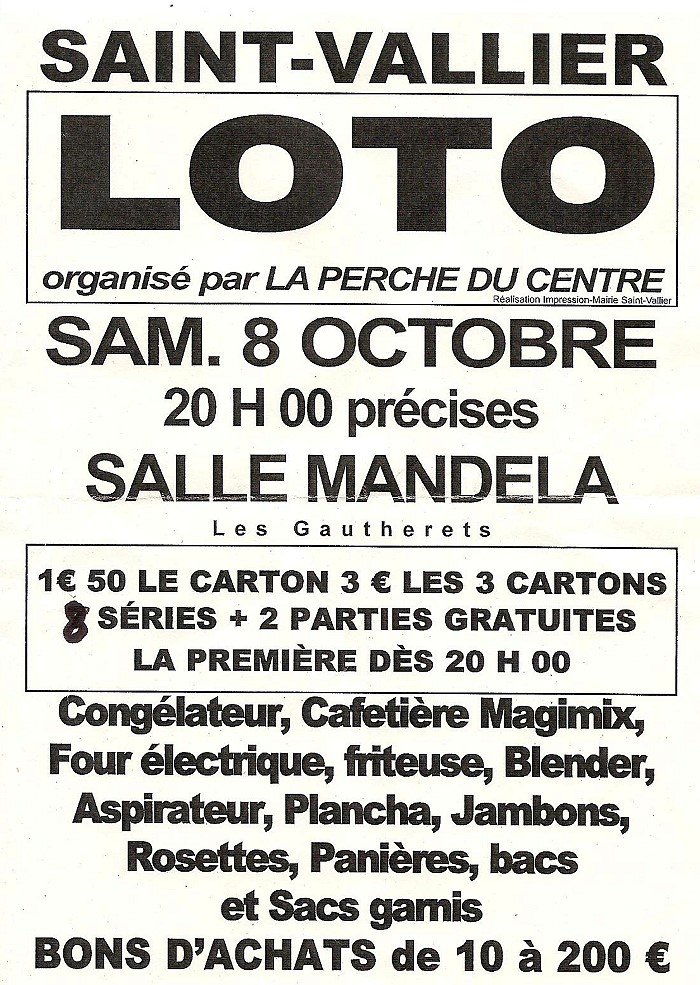 SAINT-VALLIER
LOTO
organisé par LA PERCHE DU CENTRE
Réalisation Impression-Mairie Saint-Vallier
SAM. 8 OCTOBRE
20 H 00 précises
SALLE MANDELA
Les Gautherets
1€ 50 LE CARTON 3 € LES 3 CARTONS
8 SÉRIES + 2 PARTIES GRATUITES
LA PREMIÈRE DÈS 20 H 00
Congélateur, Cafetière Magimix,
Four électrique, friteuse, Blender,
Aspirateur, Plancha, Jambons,
Rosettes, Panières, bacs
et Sacs garnis
BONS D'ACHATS de 10 à 200 €